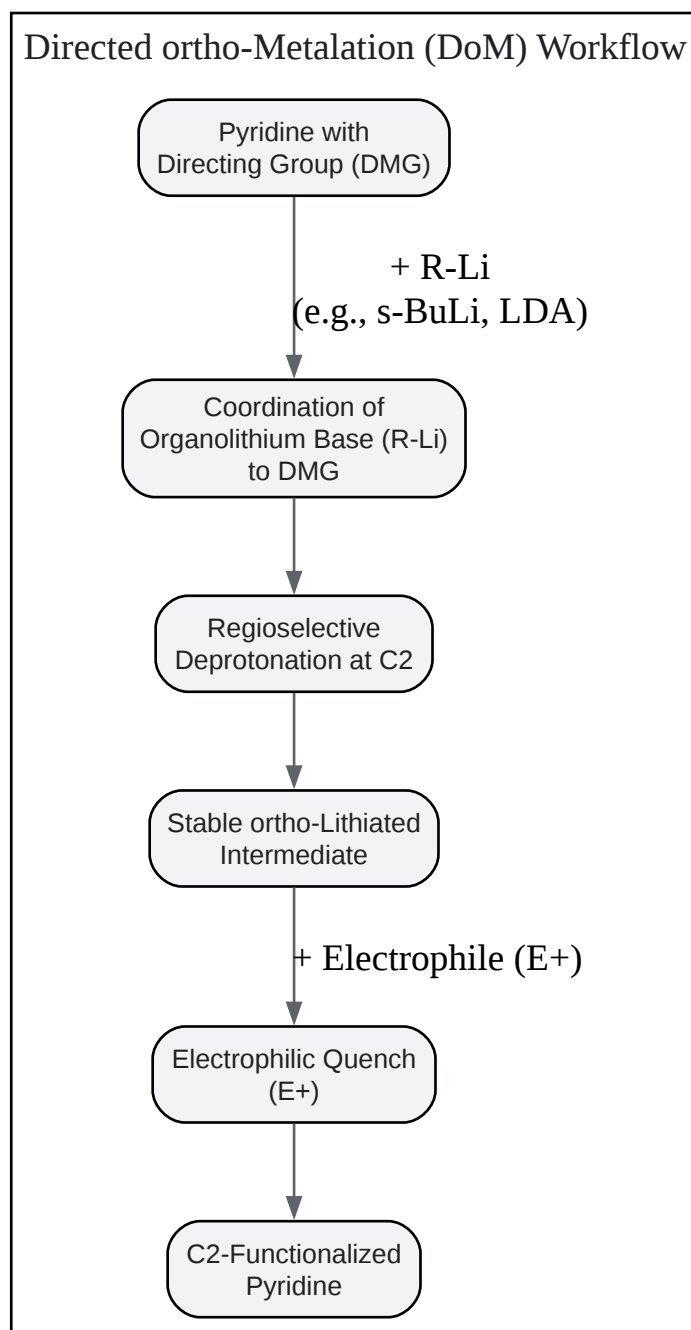 Directed ortho-Metalation (DoM) Workflow
Pyridine with
Directing Group (DMG)
+ R-Li
(e.g., s-BuLi, LDA)
Coordination of
Organolithium Base (R-Li)
to DMG
Regioselective
Deprotonation at C2
Stable ortho-Lithiated
Intermediate
+ Electrophile (E+)
Electrophilic Quench
(E+)
C2-Functionalized
Pyridine